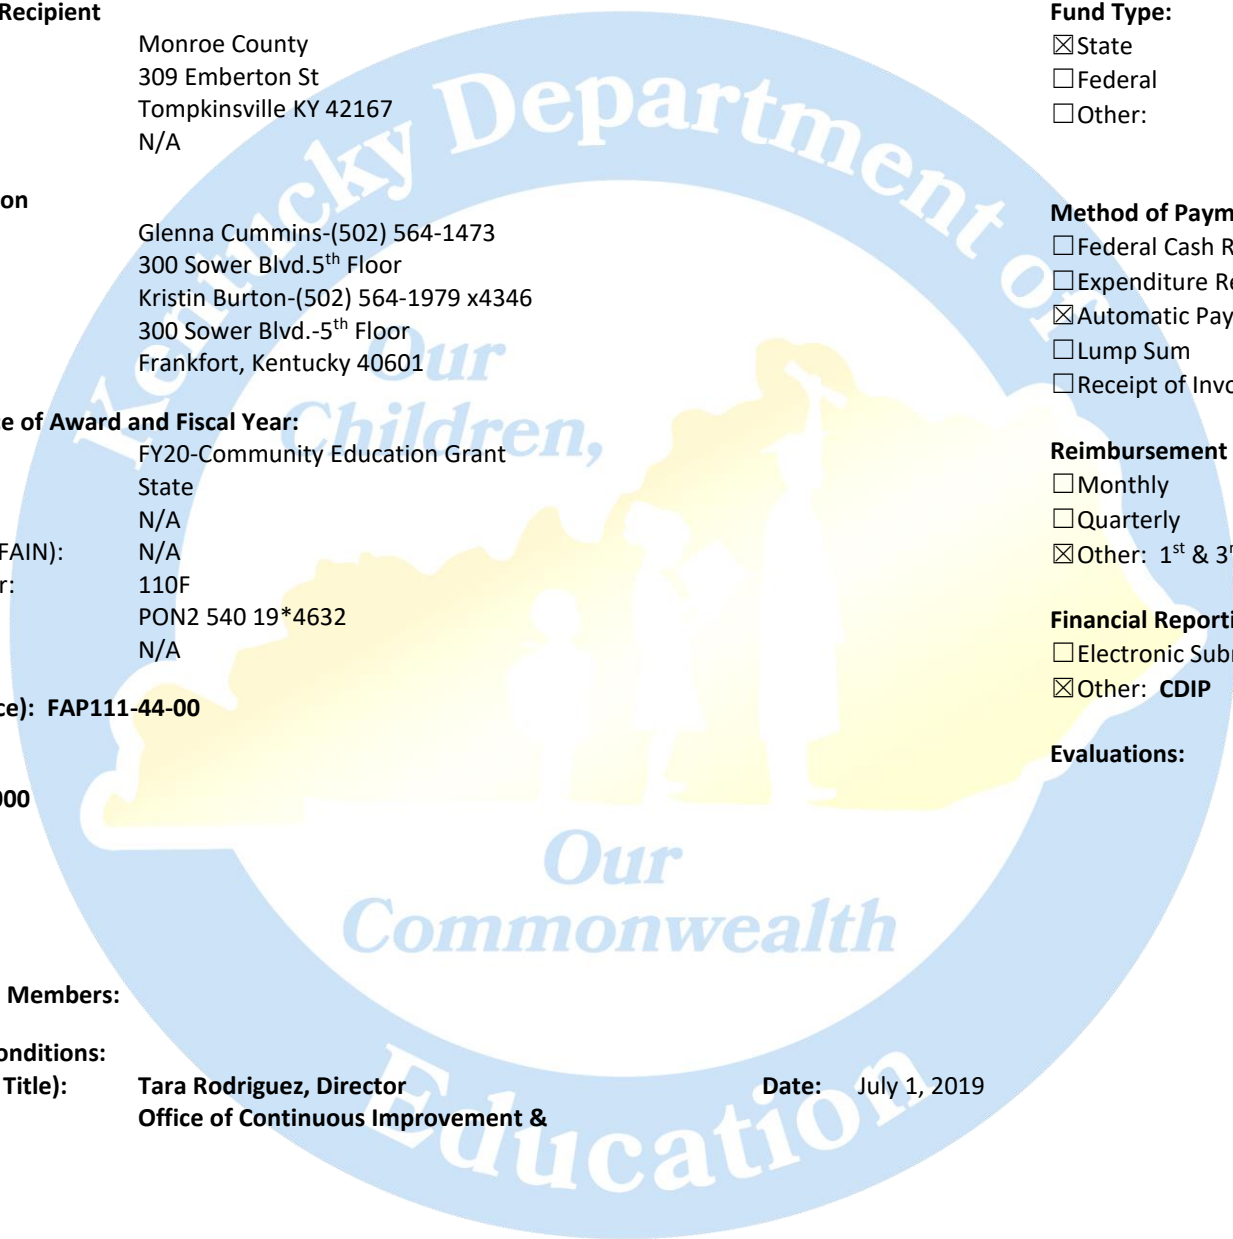 Recipient
Monroe County
309 Emberton St
Tompkinsville KY 42167
N/A
on
Glenna Cummins-(502) 564-1473
300 Sower Blvd.5th Floor
Kristin Burton-(502) 564-1979 x4346
300 Sower Blvd.-5th Floor
Frankfort, Kentucky 40601
e of Award and Fiscal Year:
FY20-Community Education Grant
State
N/A
FAIN): N/A
r: 110F
PON2 540 19*4632
N/A
ce): FAP111-44-00
000
Members:
onditions:
Title): Tara Rodriguez, Director Date: July 1, 2019
Office of Continuous Improvement &
Fund Type:
☒State
☐Federal
☐Other:
Method of Paym
☐Federal Cash R
☐Expenditure Re
☒Automatic Pay
☐Lump Sum
☐Receipt of Invo
Reimbursement
☐Monthly
☐Quarterly
☒Other: 1st & 3r
Financial Reporti
☐Electronic Subr
☒Other: CDIP
Evaluations:
Kentucky Department of
Education
Our
Children,
Our
Commonwealth